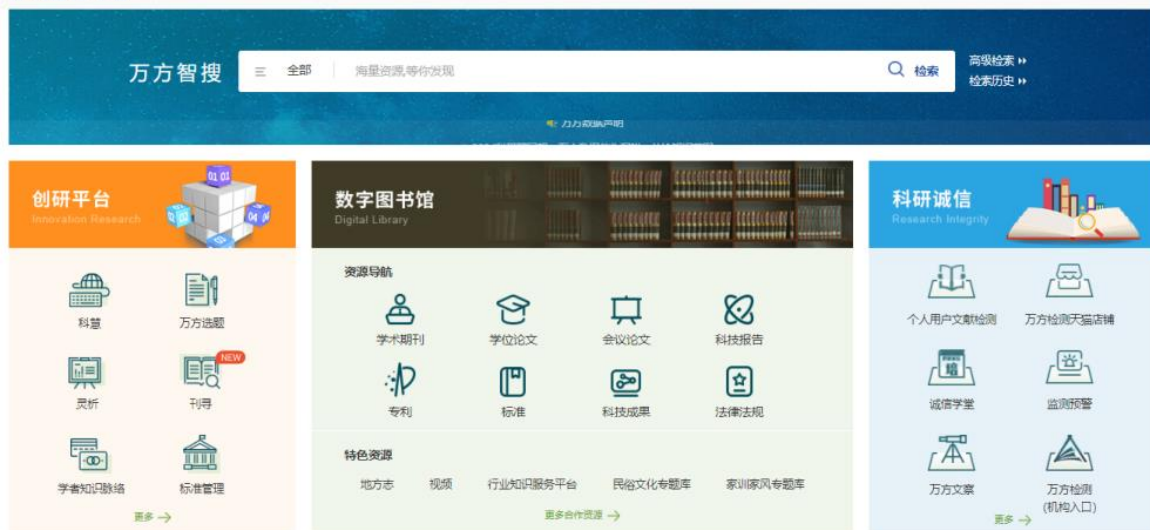 万方智搜
全部
海量资源,等你发现
检索
高级检索
检索历史
万方数据声明
创研平台
Innovation Research
01 01
科慧
万方选题
灵析
NEW
刊寻
学者知识脉络
标准管理
更多
数字图书馆
Digital Library
资源导航
学术期刊
学位论文
会议论文
科技报告
专利
标准
科技成果
法律法规
特色资源
地方志
视频
行业知识服务平台
民俗文化专题库
家训家风专题库
更多合作资源
科研诚信
Research Integrity
个人用户文献检测
万方检测天猫店铺
诚信学堂
监测预警
万方文察
万方检测
(机构入口)
更多